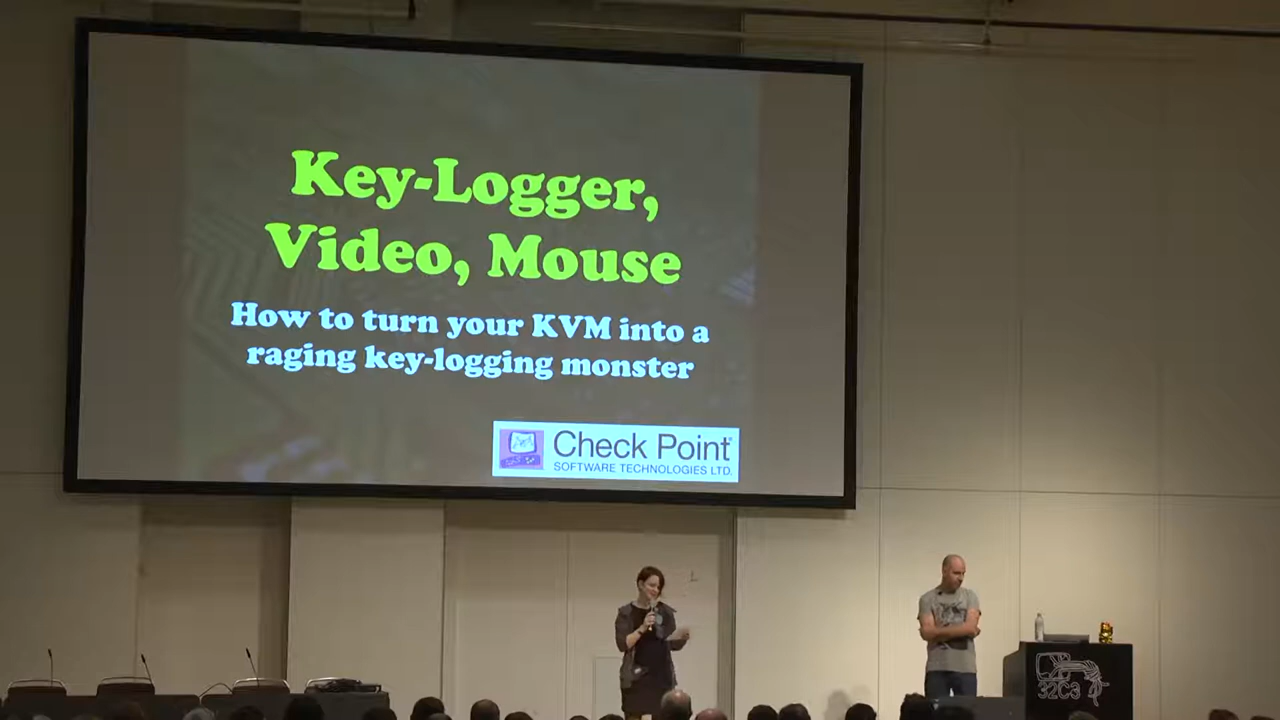 Key-Logger,
Video, Mouse
How to turn your KVM into a
raging key-logging monster
Check Point
SOFTWARE TECHNOLOGIES LTD.
32C3